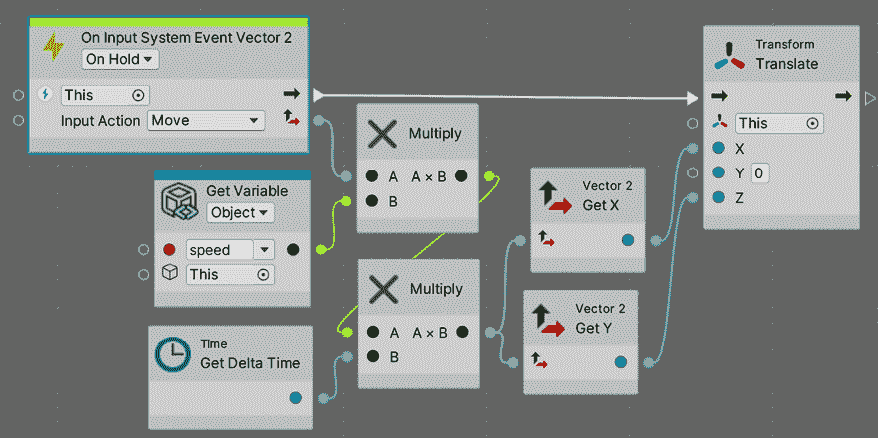 On Input System Event Vector 2
On Hold
This
Input Action Move
Multiply
A A × B
B
Get Variable
Object
speed
This
Multiply
A A × B
B
Time
Get Delta Time
Vector 2
Get X
Vector 2
Get Y
Transform
Translate
This
X
Y 0
Z